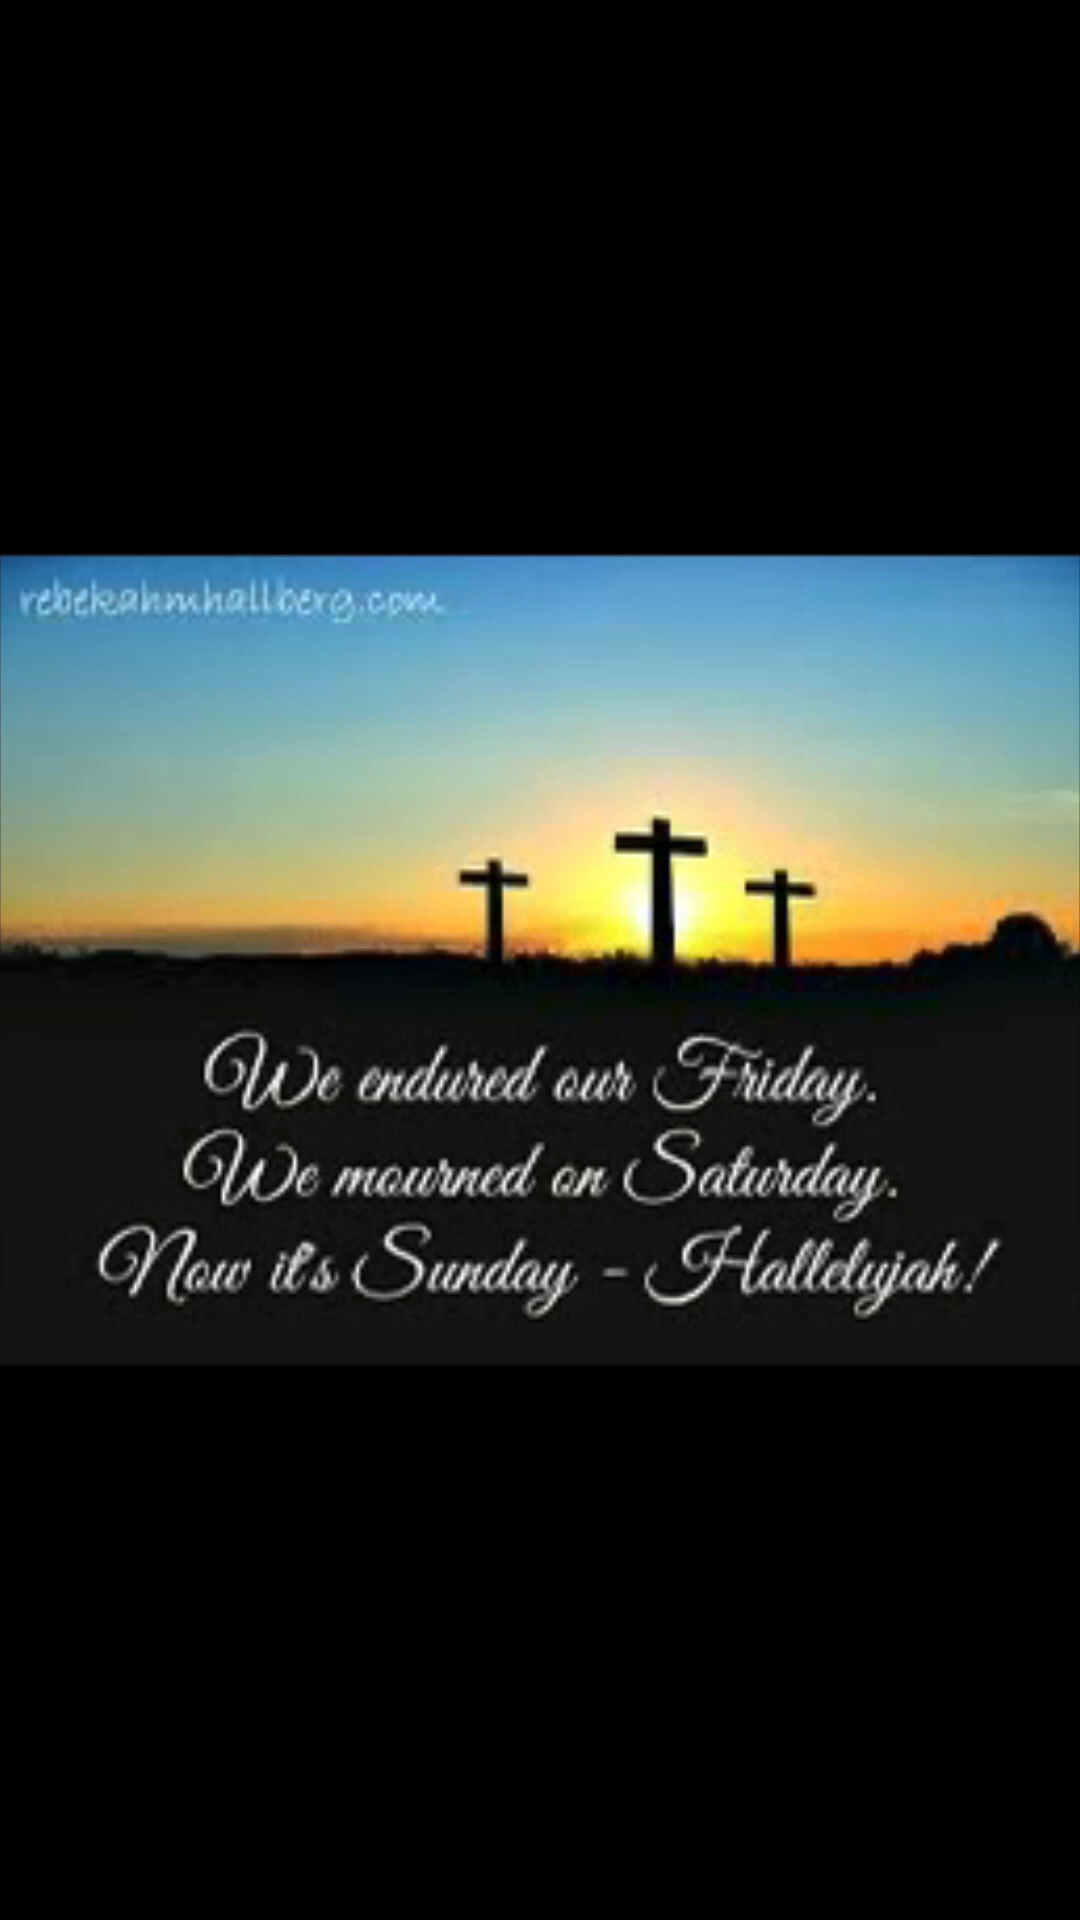 rebekahmhallberg.com
We endured our Friday.
We mourned on Saturday.
Now it's Sunday - Hallelujah!